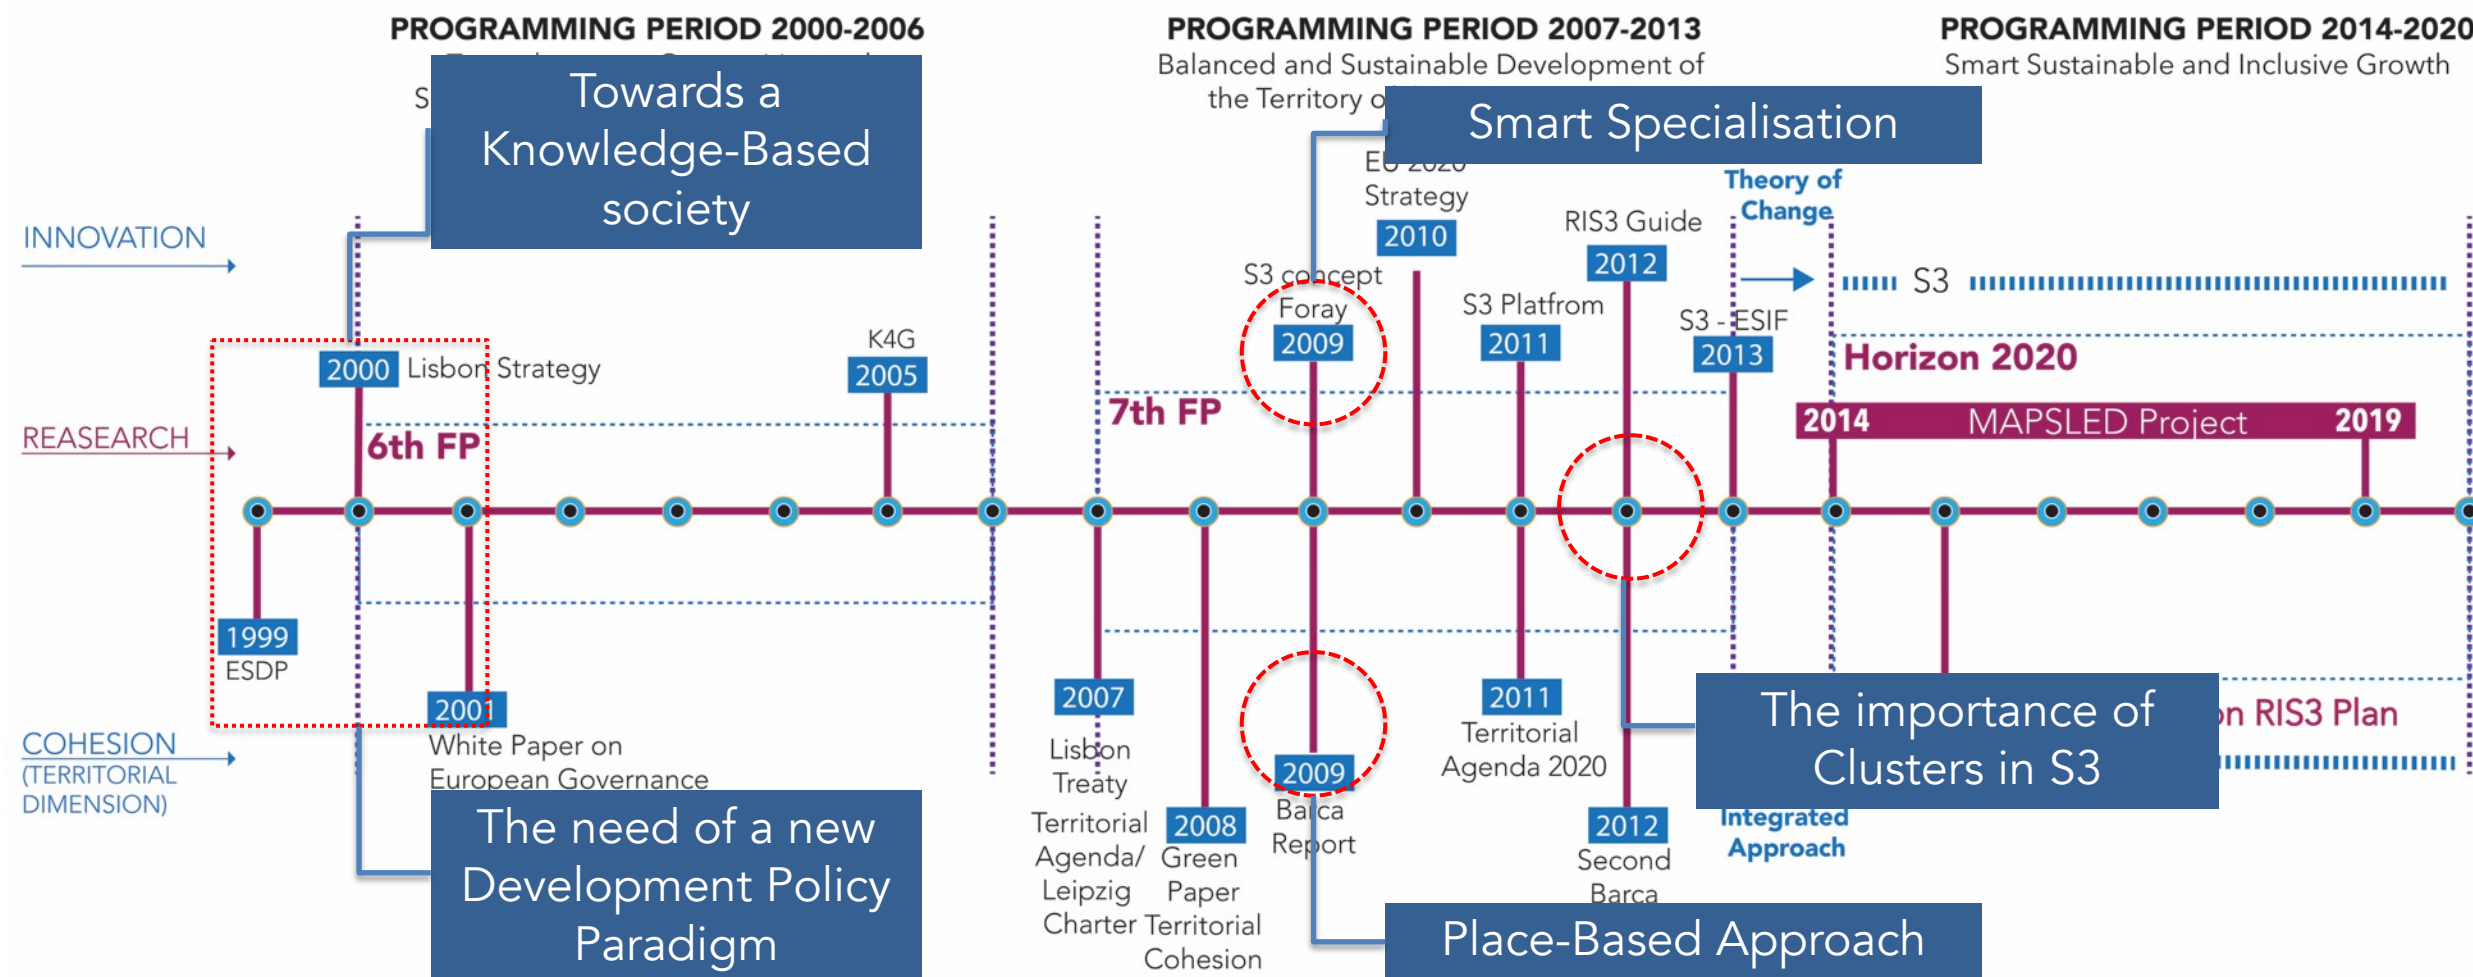 PROGRAMMING PERIOD 2000-2006
Towards a
Knowledge-Based
society
PROGRAMMING PERIOD 2007-2013
Balanced and Sustainable Development of
the Territory of
Smart Specialisation
PROGRAMMING PERIOD 2014-2020
Smart Sustainable and Inclusive Growth
INNOVATION
REASEARCH
COHESION
(TERRITORIAL
DIMENSION)
2000 Lisbon Strategy
6th FP
K4G
2005
1999
ESDP
2001
White Paper on
European Governance
The need of a new
Development Policy
Paradigm
7th FP
S3 concept
Foray
2009
EU 2020
Strategy
2010
S3 Platfrom
2011
RIS3 Guide
2012
S3 - ESIF
2013
Theory of
Change
S3
Horizon 2020
2014 MAPSLED Project 2019
2007
Lisbon
Treaty
Territorial
Agenda/
Leipzig
Charter
2008
Green
Paper
Territorial
Cohesion
2009
Barca
Report
2011
Territorial
Agenda 2020
2012
Second
Barca
Place-Based Approach
The importance of
Clusters in S3
RIS3 Plan
Integrated
Approach